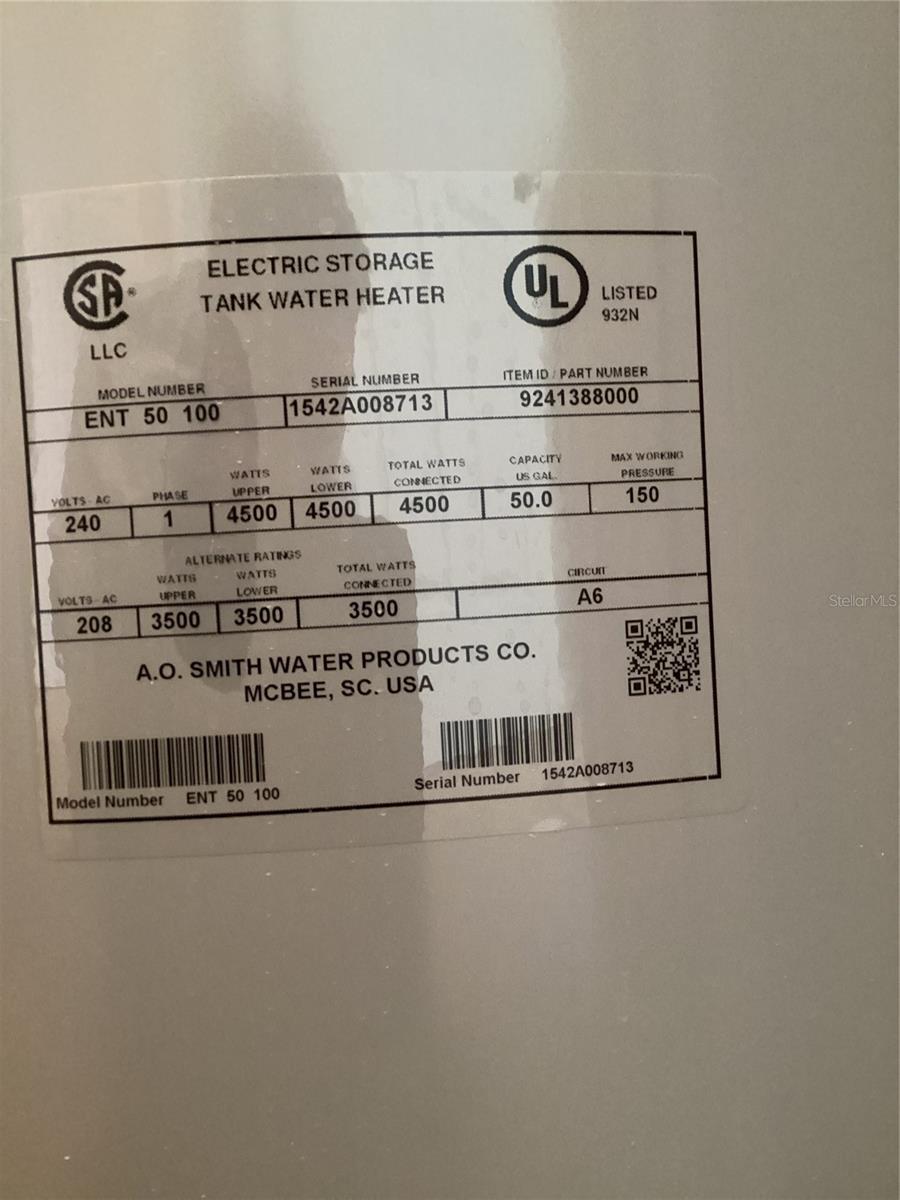 SA®
LLC
ELECTRIC STORAGE
TANK WATER HEATER
UL
LISTED
932N
MODEL NUMBER SERIAL NUMBER ITEM ID / PART NUMBER
ENT 50 100 1542A008713 9241388000
VOLTS - AC PHASE WATTS UPPER WATTS LOWER TOTAL WATTS CONNECTED CAPACITY US GAL. MAX WORKING PRESSURE
240 1 4500 4500 4500 50.0 150
ALTERNATE RATINGS
VOLTS - AC WATTS UPPER WATTS LOWER TOTAL WATTS CONNECTED CIRCUIT
208 3500 3500 3500 A6
A.O. SMITH WATER PRODUCTS CO.
MCBEE, SC. USA
Model Number ENT 50 100
Serial Number 1542A008713
StellarMLS